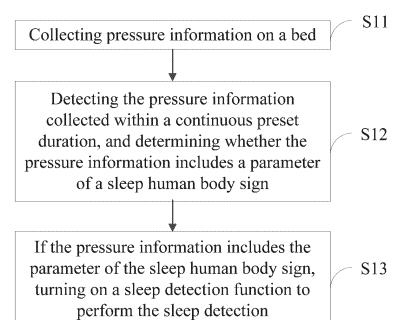 Collecting pressure information on a bed
S11
Detecting the pressure information
collected within a continuous preset
duration, and determining whether the
pressure information includes a parameter
of a sleep human body sign
S12
If the pressure information includes the
parameter of the sleep human body sign,
turning on a sleep detection function to
perform the sleep detection
S13